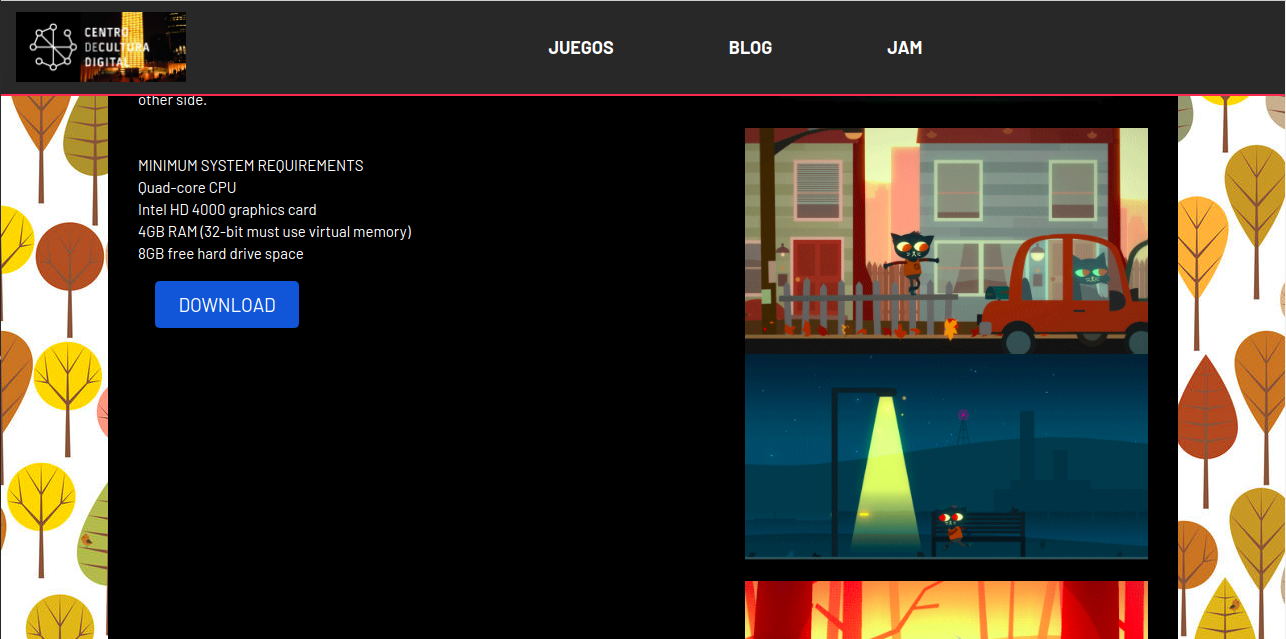 CENTRO
DECULTURA
DIGITAL
JUEGOS
BLOG
JAM
other side.
MINIMUM SYSTEM REQUIREMENTS
Quad-core CPU
Intel HD 4000 graphics card
4GB RAM (32-bit must use virtual memory)
8GB free hard drive space
DOWNLOAD